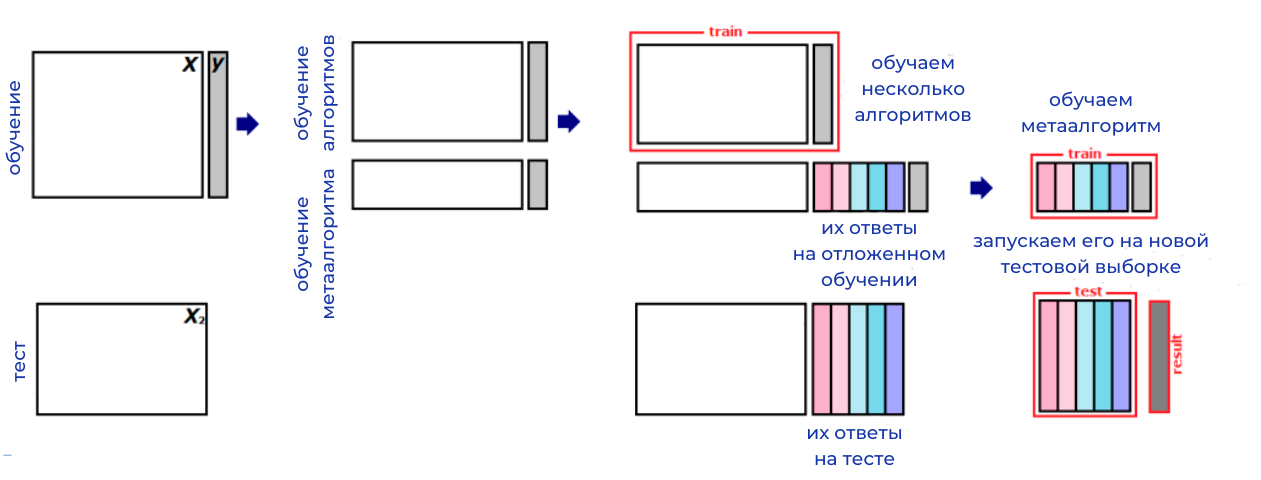 обучение
X
y
тест
X₂
обучение
алгоритмов
обучение
метаалгоритма
train
обучаем
несколько
алгоритмов
их ответы
на отложенном
обучении
их ответы
на тесте
обучаем
метаалгоритм
train
запускаем его на новой
тестовой выборке
test
result